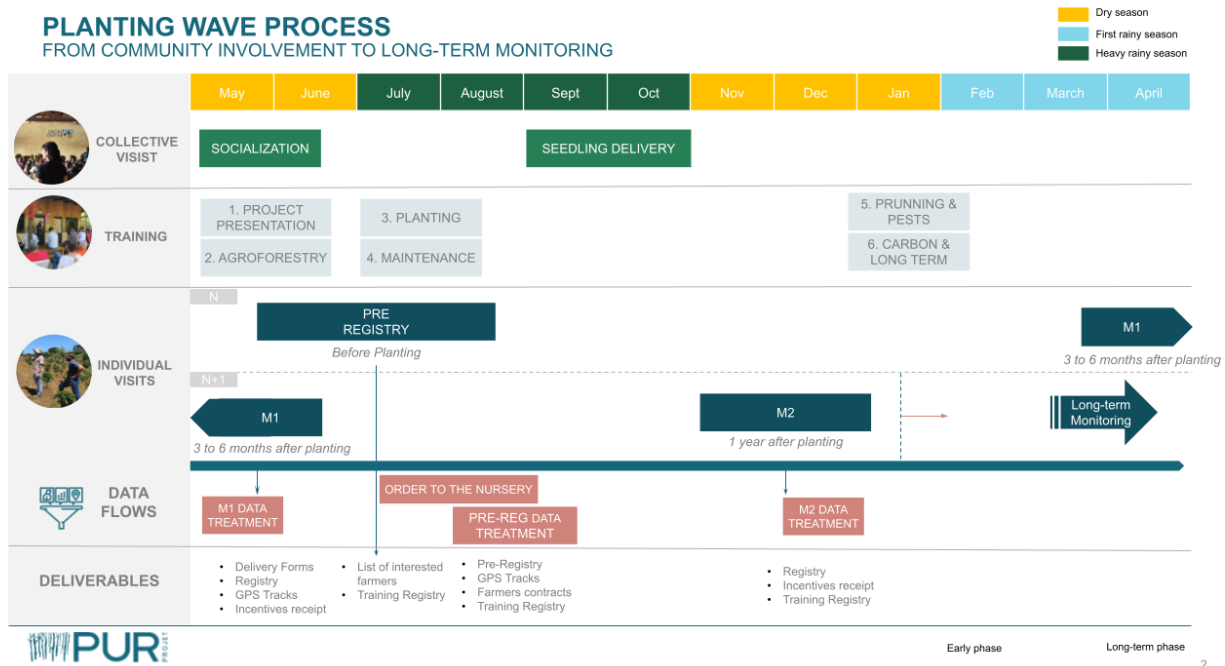 PLANTING WAVE PROCESS
FROM COMMUNITY INVOLVEMENT TO LONG-TERM MONITORING
Dry season
First rainy season
Heavy rainy season
May
June
July
August
Sept
Oct
Nov
Dec
Jan
Feb
March
April
COLLECTIVE
VISIST
SOCIALIZATION
SEEDLING DELIVERY
TRAINING
1. PROJECT
PRESENTATION
2. AGROFORESTRY
3. PLANTING
4. MAINTENANCE
5. PRUNNING &
PESTS
6. CARBON &
LONG TERM
INDIVIDUAL
VISITS
N
PRE
REGISTRY
Before Planting
M1
3 to 6 months after planting
N+1
M1
3 to 6 months after planting
M2
1 year after planting
Long-term
Monitoring
DATA
FLOWS
M1 DATA
TREATMENT
ORDER TO THE NURSERY
PRE-REG DATA
TREATMENT
M2 DATA
TREATMENT
DELIVERABLES
• Delivery Forms
• Registry
• GPS Tracks
• Incentives receipt
• List of interested
farmers
• Training Registry
• Pre-Registry
• GPS Tracks
• Farmers contracts
• Training Registry
• Registry
• Incentives receipt
• Training Registry
PUR
PROJET
Early phase
Long-term phase
2